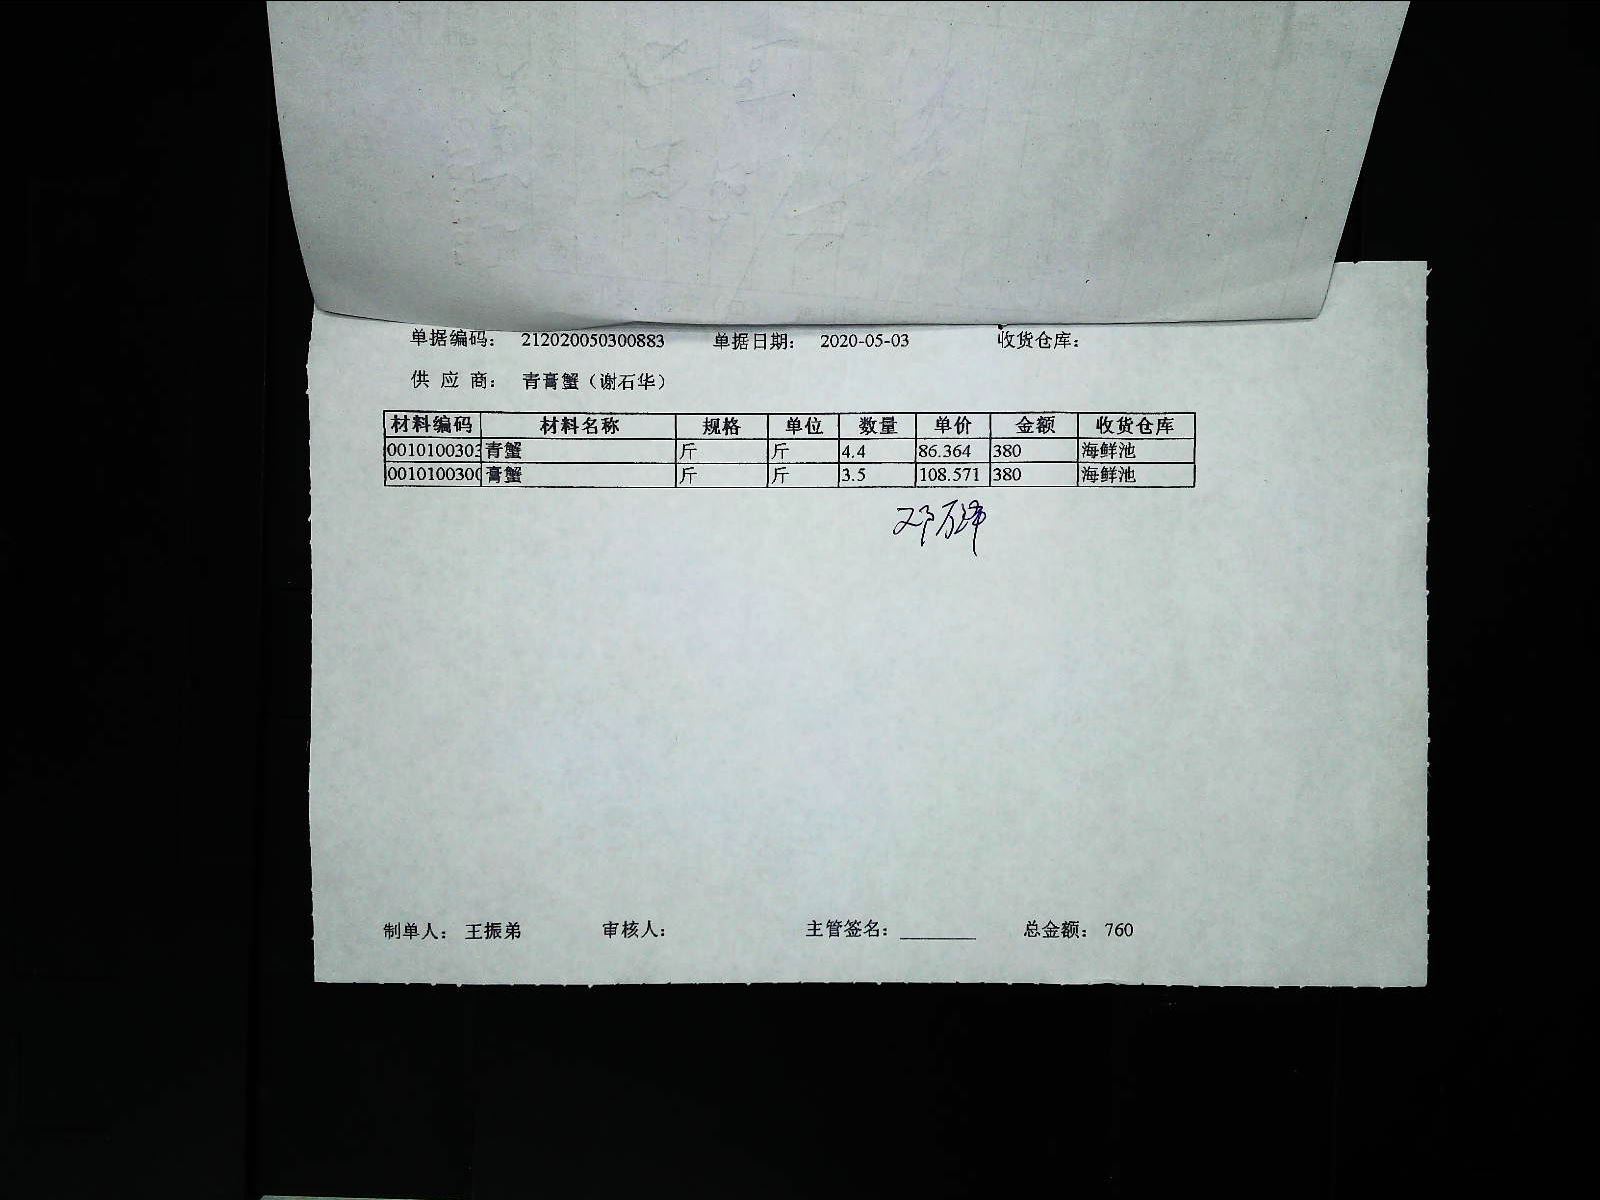 单据编码： 212020050300883 单据日期： 2020-05-03 收货仓库：
供 应 商： 青膏蟹（谢石华）
材料编码 材料名称 规格 单位 数量 单价 金额 收货仓库
0010100303 青蟹 斤 斤 4.4 86.364 380 海鲜池
0010100300 膏蟹 斤 斤 3.5 108.571 380 海鲜池
制单人： 王振弟 审核人： 主管签名：________ 总金额： 760